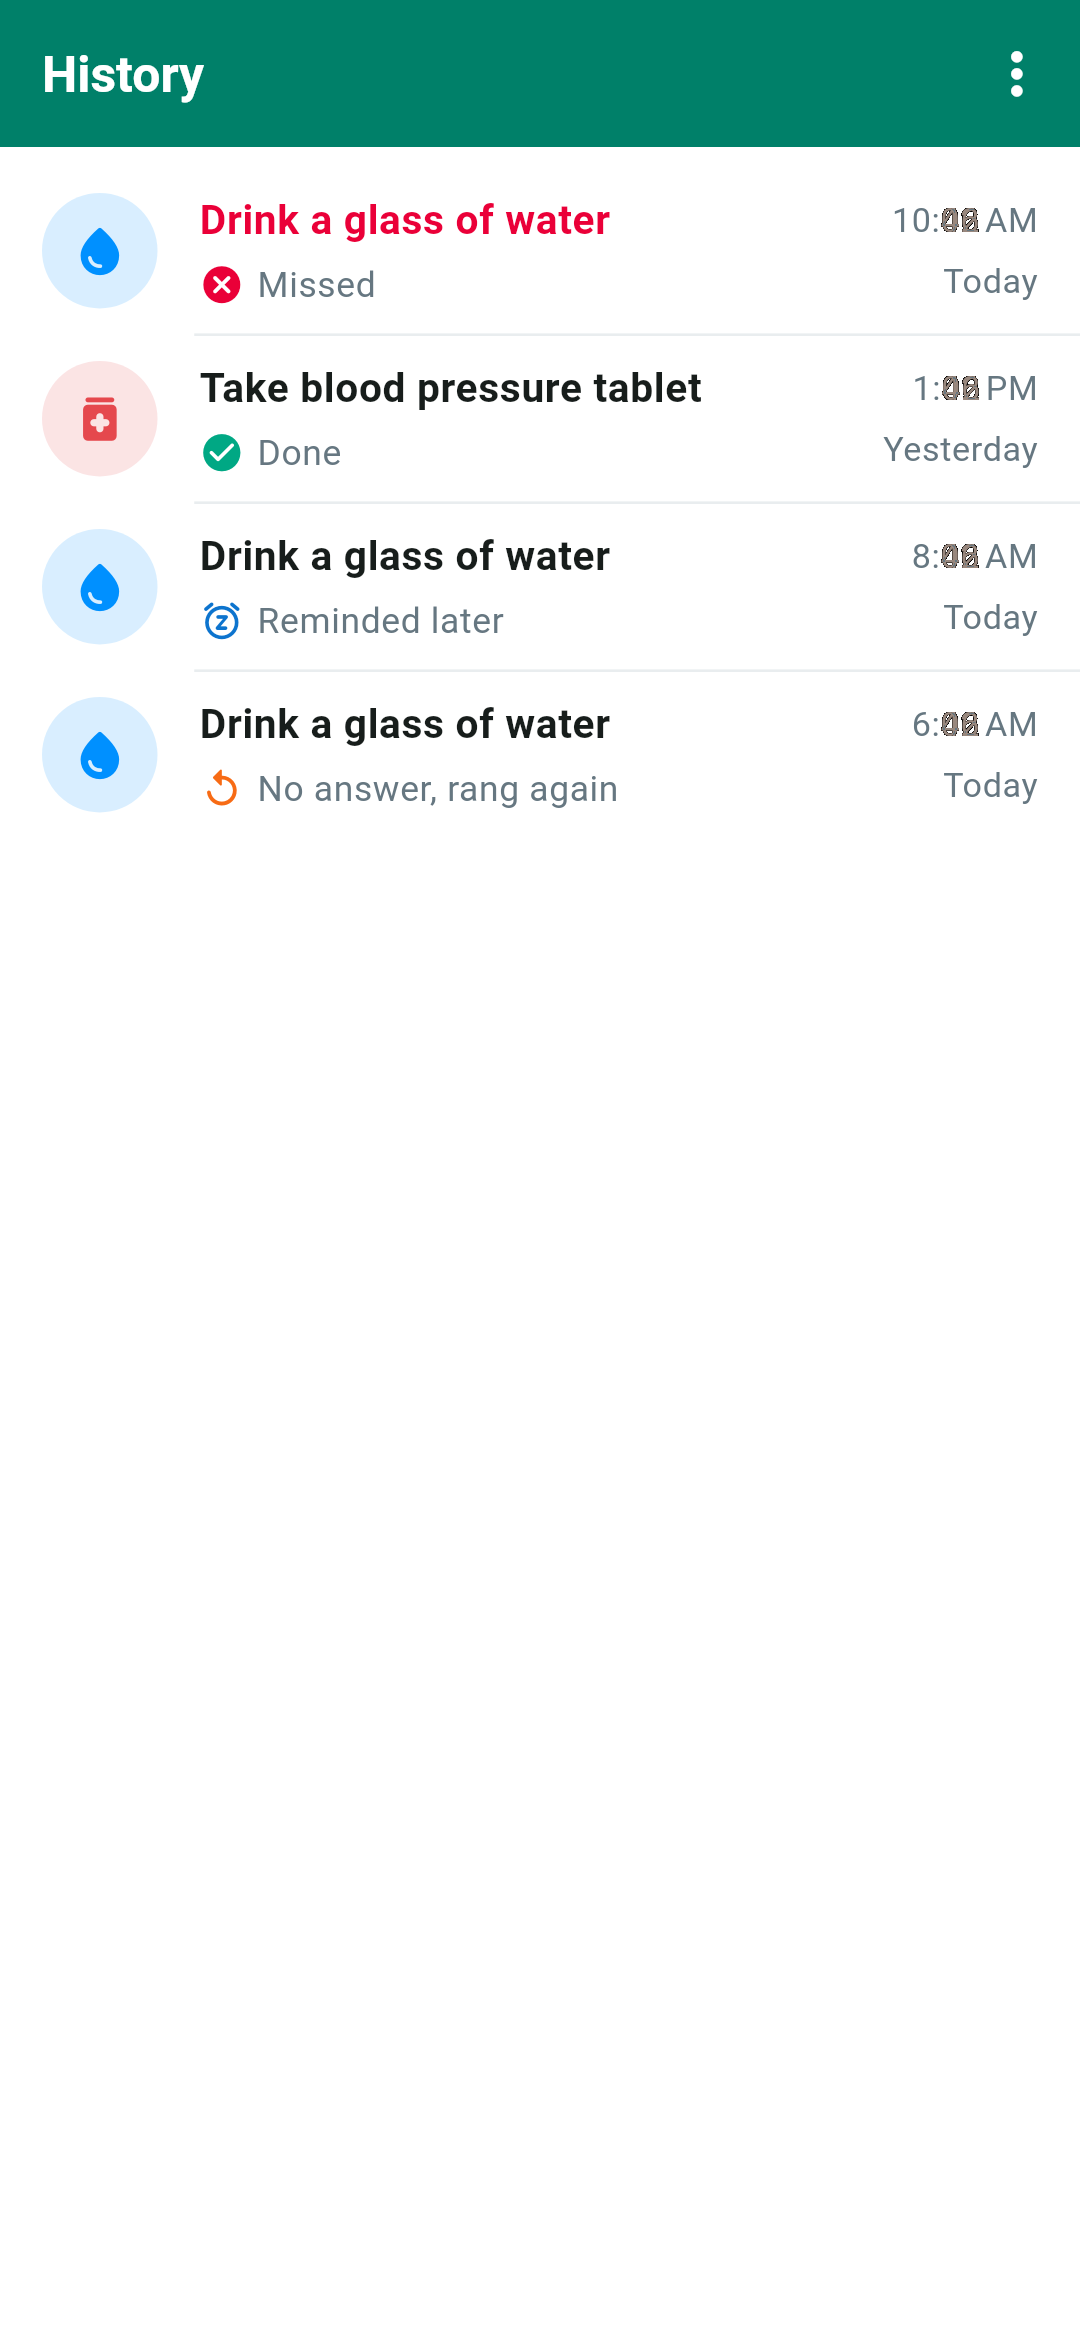 History
Drink a glass of water
10: AM
Missed
Today
Take blood pressure tablet
1: PM
Done
Yesterday
Drink a glass of water
8: AM
Reminded later
Today
Drink a glass of water
6: AM
No answer, rang again
Today